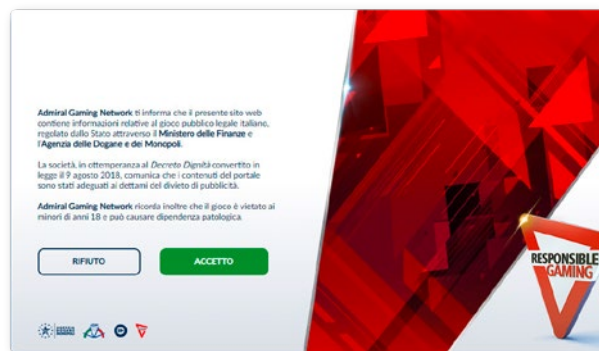 Admiral Gaming Network ti informa che il presente sito web
contiene informazioni relative al gioco pubblico legale italiano,
regolato dallo Stato attraverso il Ministero delle Finanze e
l'Agenzia delle Dogane e dei Monopoli.
La società, in ottemperanza al Decreto Dignità convertito in
legge il 9 agosto 2018, comunica che i contenuti del portale
sono stati adeguati ai dettami del divieto di pubblicità.
Admiral Gaming Network ricorda inoltre che il gioco è vietato ai
minori di anni 18 e può causare dipendenza patologica.
RIFIUTO
ACCETTO
RESPONSIBLE
GAMING